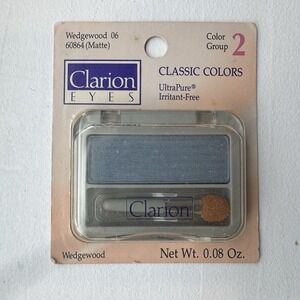 Wedgewood 06
60864 (Matte)
Color
Group 2
Clarion
EYES
CLASSIC COLORS
UltraPure®
Irritant-Free
Clarion
Wedgewood
Net Wt. 0.08 Oz.